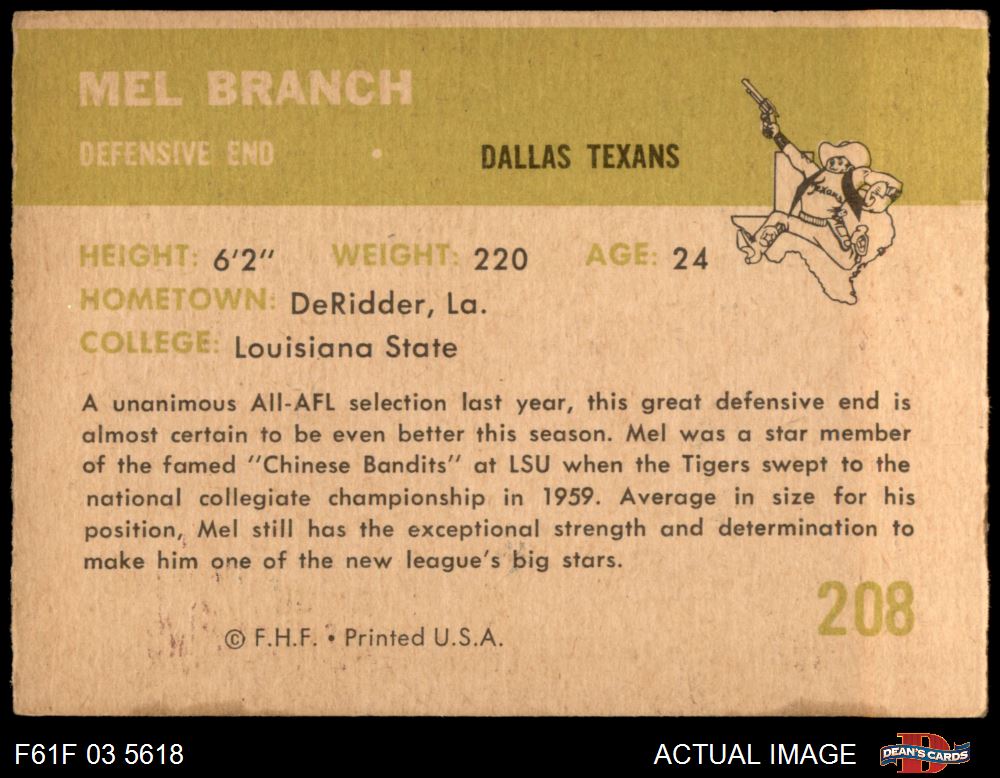 MEL BRANCH
DEFENSIVE END • DALLAS TEXANS
Texans
HEIGHT: 6'2" WEIGHT: 220 AGE: 24
HOMETOWN: DeRidder, La.
COLLEGE: Louisiana State
A unanimous All-AFL selection last year, this great defensive end is
almost certain to be even better this season. Mel was a star member
of the famed "Chinese Bandits" at LSU when the Tigers swept to the
national collegiate championship in 1959. Average in size for his
position, Mel still has the exceptional strength and determination to
make him one of the new league's big stars.
208
© F.H.F. • Printed U.S.A.
F61F 03 5618 ACTUAL IMAGE
DEAN'S CARDS